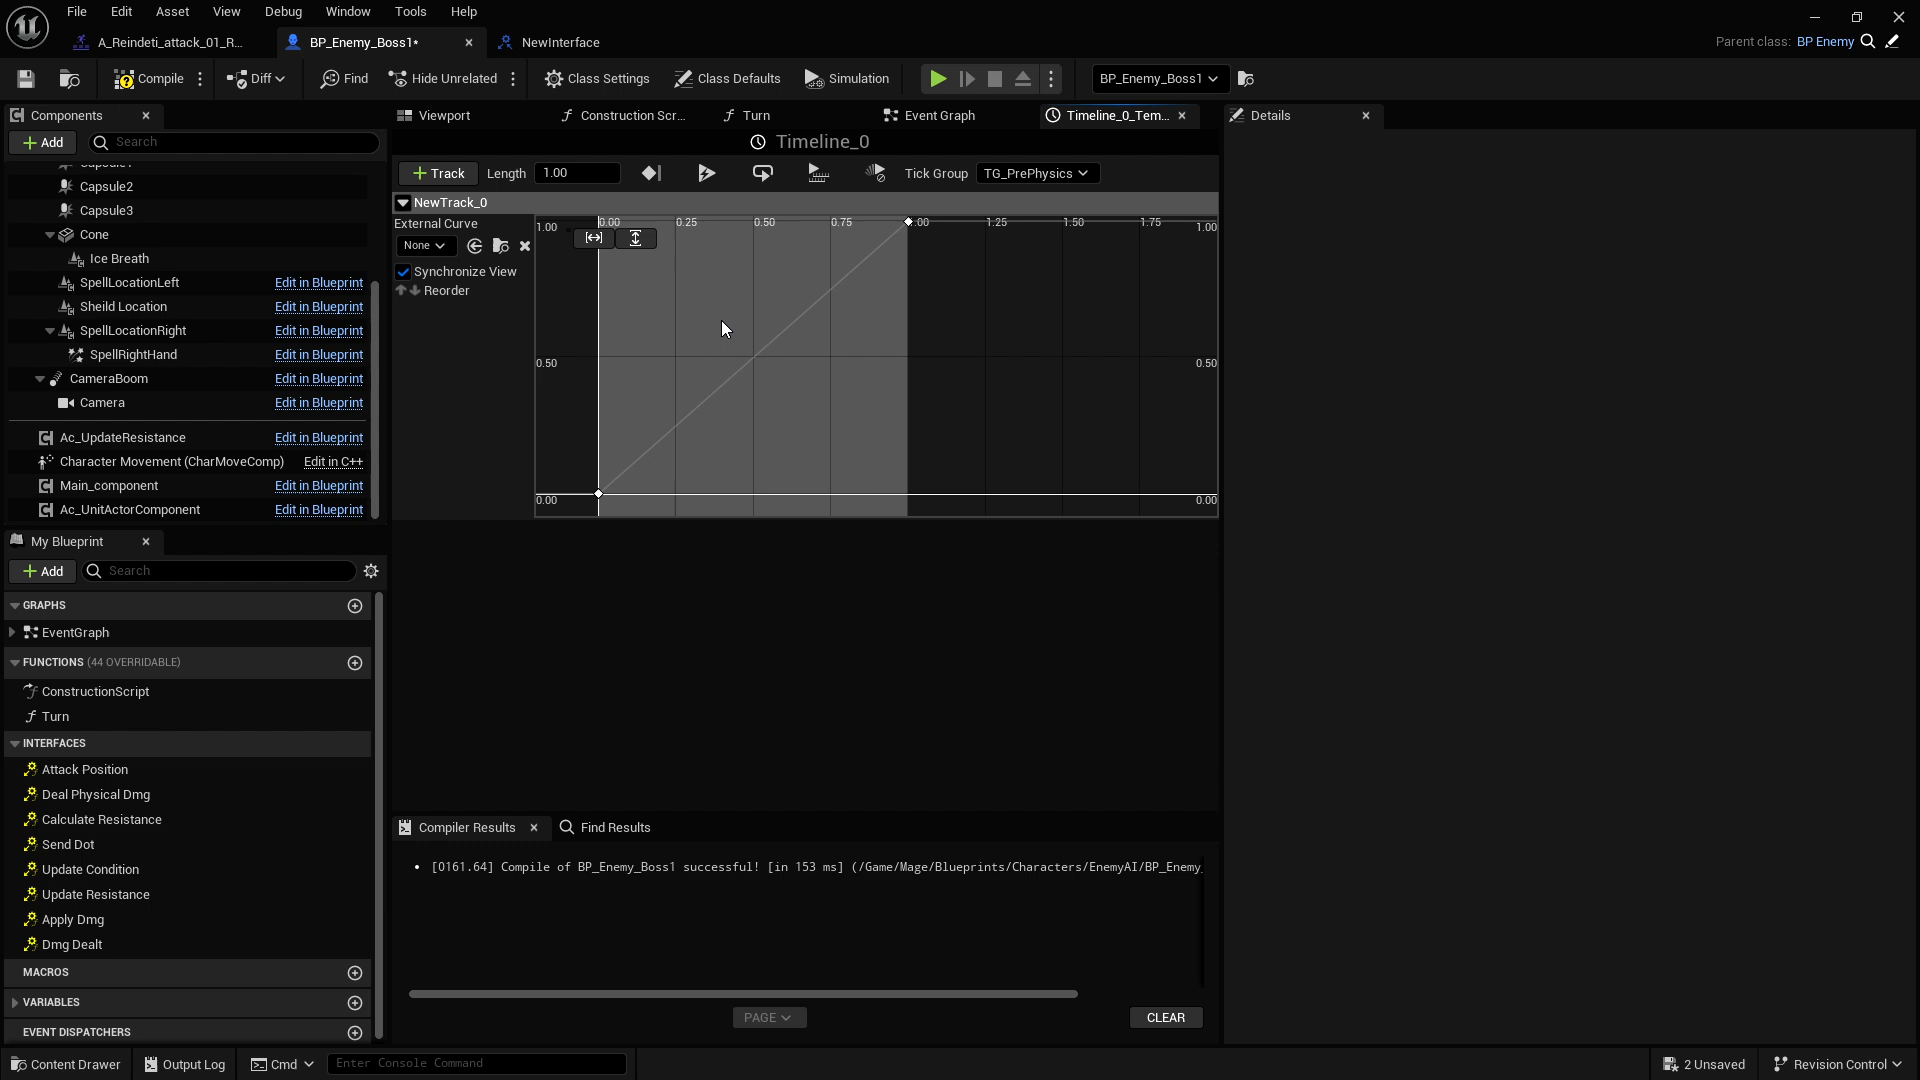 File Edit Asset View Debug Window Tools Help
A_Reindeti_attack_01_R... BP_Enemy_Boss1* NewInterface
Parent class: BP Enemy
Compile Diff Find Hide Unrelated Class Settings Class Defaults Simulation BP_Enemy_Boss1
Components
Add Search
Capsule2
Capsule3
Cone
Ice Breath
SpellLocationLeft Edit in Blueprint
Sheild Location Edit in Blueprint
SpellLocationRight Edit in Blueprint
SpellRightHand Edit in Blueprint
CameraBoom Edit in Blueprint
Camera Edit in Blueprint
Ac_UpdateResistance Edit in Blueprint
Character Movement (CharMoveComp) Edit in C++
Main_component Edit in Blueprint
Ac_UnitActorComponent Edit in Blueprint
My Blueprint
Add Search
GRAPHS
EventGraph
FUNCTIONS (44 OVERRIDABLE)
ConstructionScript
Turn
INTERFACES
Attack Position
Deal Physical Dmg
Calculate Resistance
Send Dot
Update Condition
Update Resistance
Apply Dmg
Dmg Dealt
MACROS
VARIABLES
EVENT DISPATCHERS
Viewport Construction Scr... Turn Event Graph Timeline_0_Tem...
Timeline_0
Track Length 1.00 Tick Group TG_PrePhysics
NewTrack_0
External Curve
None
Synchronize View
Reorder
0.00 0.25 0.50 0.75 .00 1.25 1.50 1.75
1.00 1.00
0.50 0.50
0.00 0.00
Compiler Results Find Results
[0161.64] Compile of BP_Enemy_Boss1 successful! [in 153 ms] (/Game/Mage/Blueprints/Characters/EnemyAI/BP_Enemy_
PAGE CLEAR
Details
Content Drawer Output Log Cmd Enter Console Command 2 Unsaved Revision Control